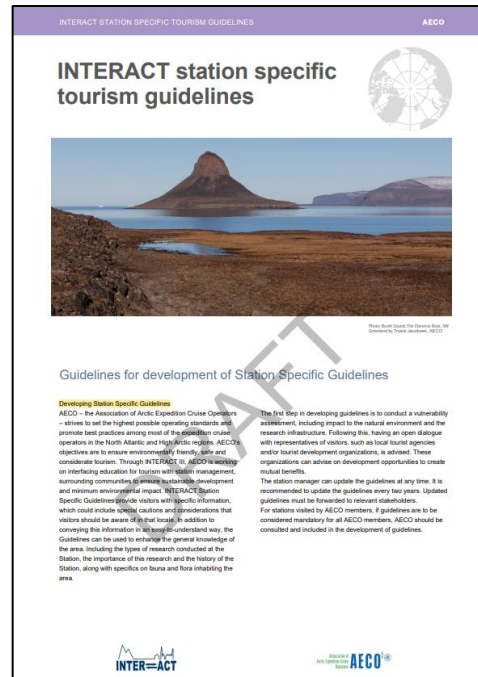 INTERACT STATION SPECIFIC TOURISM GUIDELINES
AECO
INTERACT station specific
tourism guidelines
Guidelines for development of Station Specific Guidelines
Developing Station Specific Guidelines
AECO – the Association of Arctic Expedition Cruise Operators
– strives to set the highest possible operating standards and
promote best practices among most of the expedition cruise
operators in the North Atlantic and High Arctic regions. AECO's
objectives are to ensure environmentally friendly, safe and
considerate tourism. Through INTERACT III, AECO is working
on interfacing education for tourism with station management,
surrounding communities to ensure sustainable development
and minimum environmental impact. INTERACT Station
Specific Guidelines provide visitors with specific information,
which could include special cautions and considerations that
visitors should be aware of in that locale. In addition to
conveying this information in an easy-to-understand way, the
Guidelines can be used to enhance the general knowledge of
the area. Including the types of research conducted at the
Station, the importance of this research and the history of the
Station, along with specifics on fauna and flora inhabiting the
area.
The first step in developing guidelines is to conduct a vulnerability
assessment, including impact to the natural environment and the
research infrastructure. Following this, having an open dialogue
with representatives of visitors, such as local tourist agencies
and/or tourist development organizations, is advised. These
organizations can advise on development opportunities to create
mutual benefits.
The station manager can update the guidelines at any time. It is
recommended to update the guidelines every two years. Updated
guidelines must be forwarded to relevant stakeholders.
For stations visited by AECO members, if guidelines are to be
considered mandatory for all AECO members, AECO should be
consulted and included in the development of guidelines.
DRAFT
INTER=ACT
Association of
Arctic Expedition Cruise
Operators
AECO